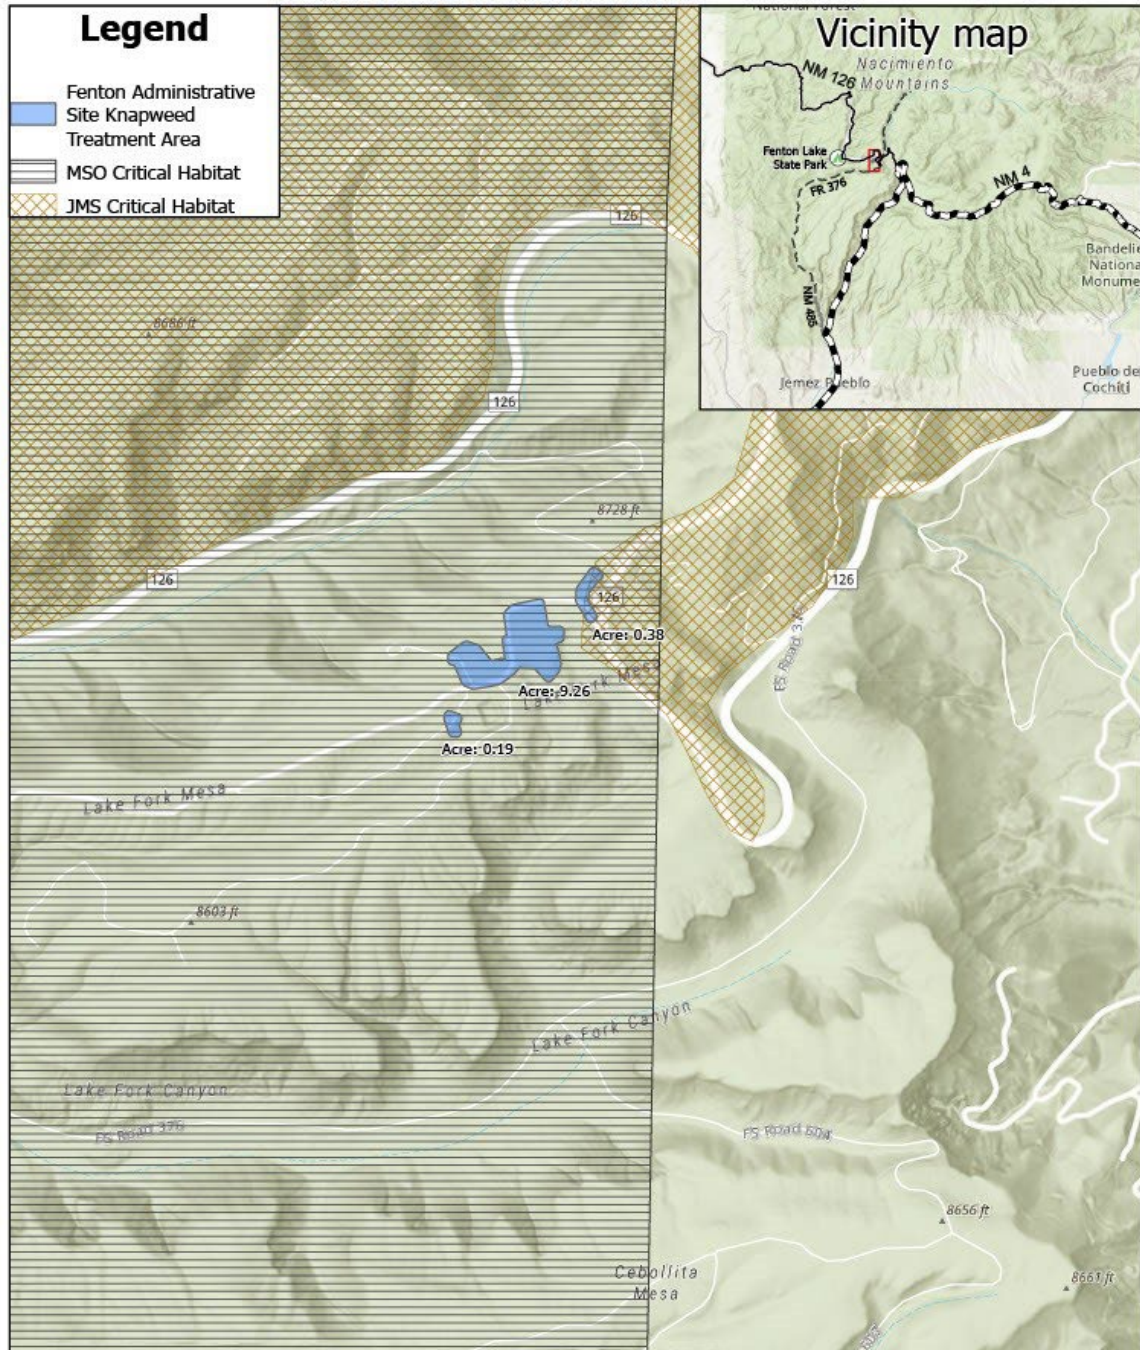 Legend
Fenton Administrative
Site Knapweed
Treatment Area
MSO Critical Habitat
JMS Critical Habitat
Vicinity map
Nacimiento
Mountains
NM 126
Fenton Lake
State Park
FR 376
NM 4
NM 485
Bandelie
Nationa
Monume
Jemez Pueblo
Pueblo de
Cochiti
126
8686 ft
126
8728 ft
126
126
126
Acre: 0.38
FS Road 376
Lake Fork Mesa
Acre: 9.26
Acre: 0.19
Lake Fork Mesa
8603 ft
Lake Fork Canyon
Lake Fork Canyon
FS Road 376
FS Road 604
8656 ft
Cebollita
Mesa
8661 ft